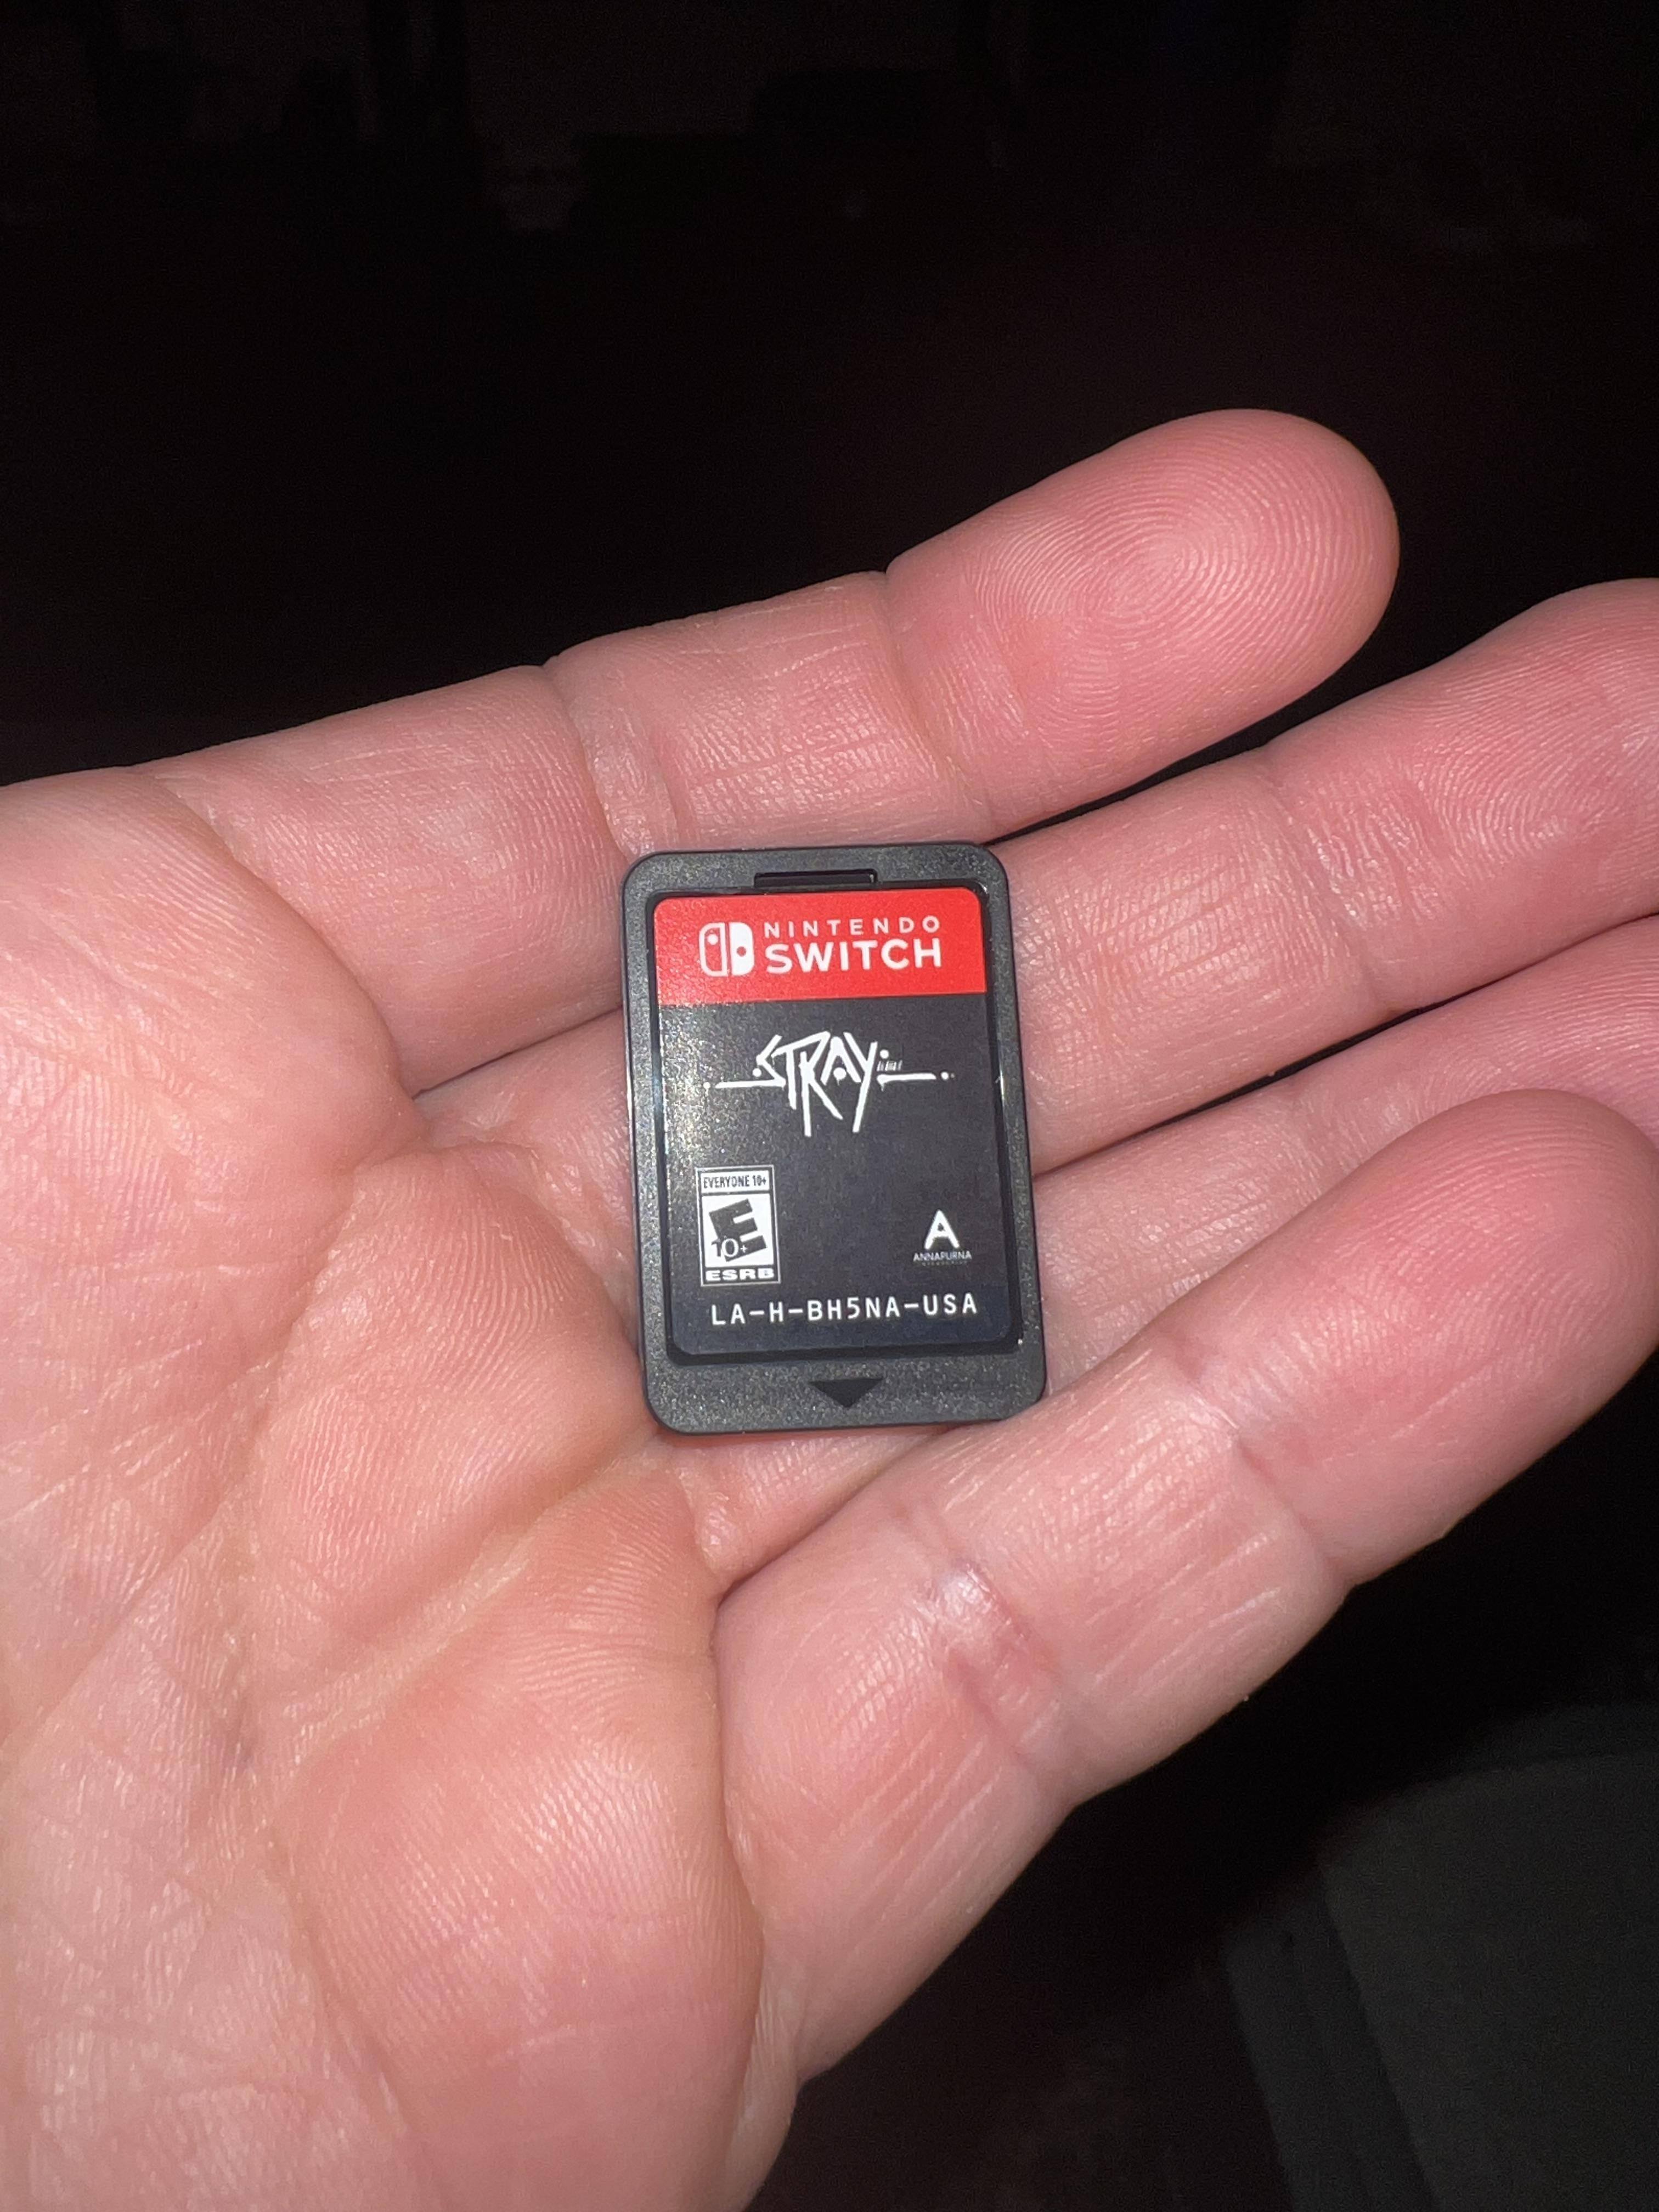 NINTENDO
SWITCH
STRAY
EVERYONE 10+
E
10+
ESRB
A
ANNAPURNA
LA-H-BH5NA-USA